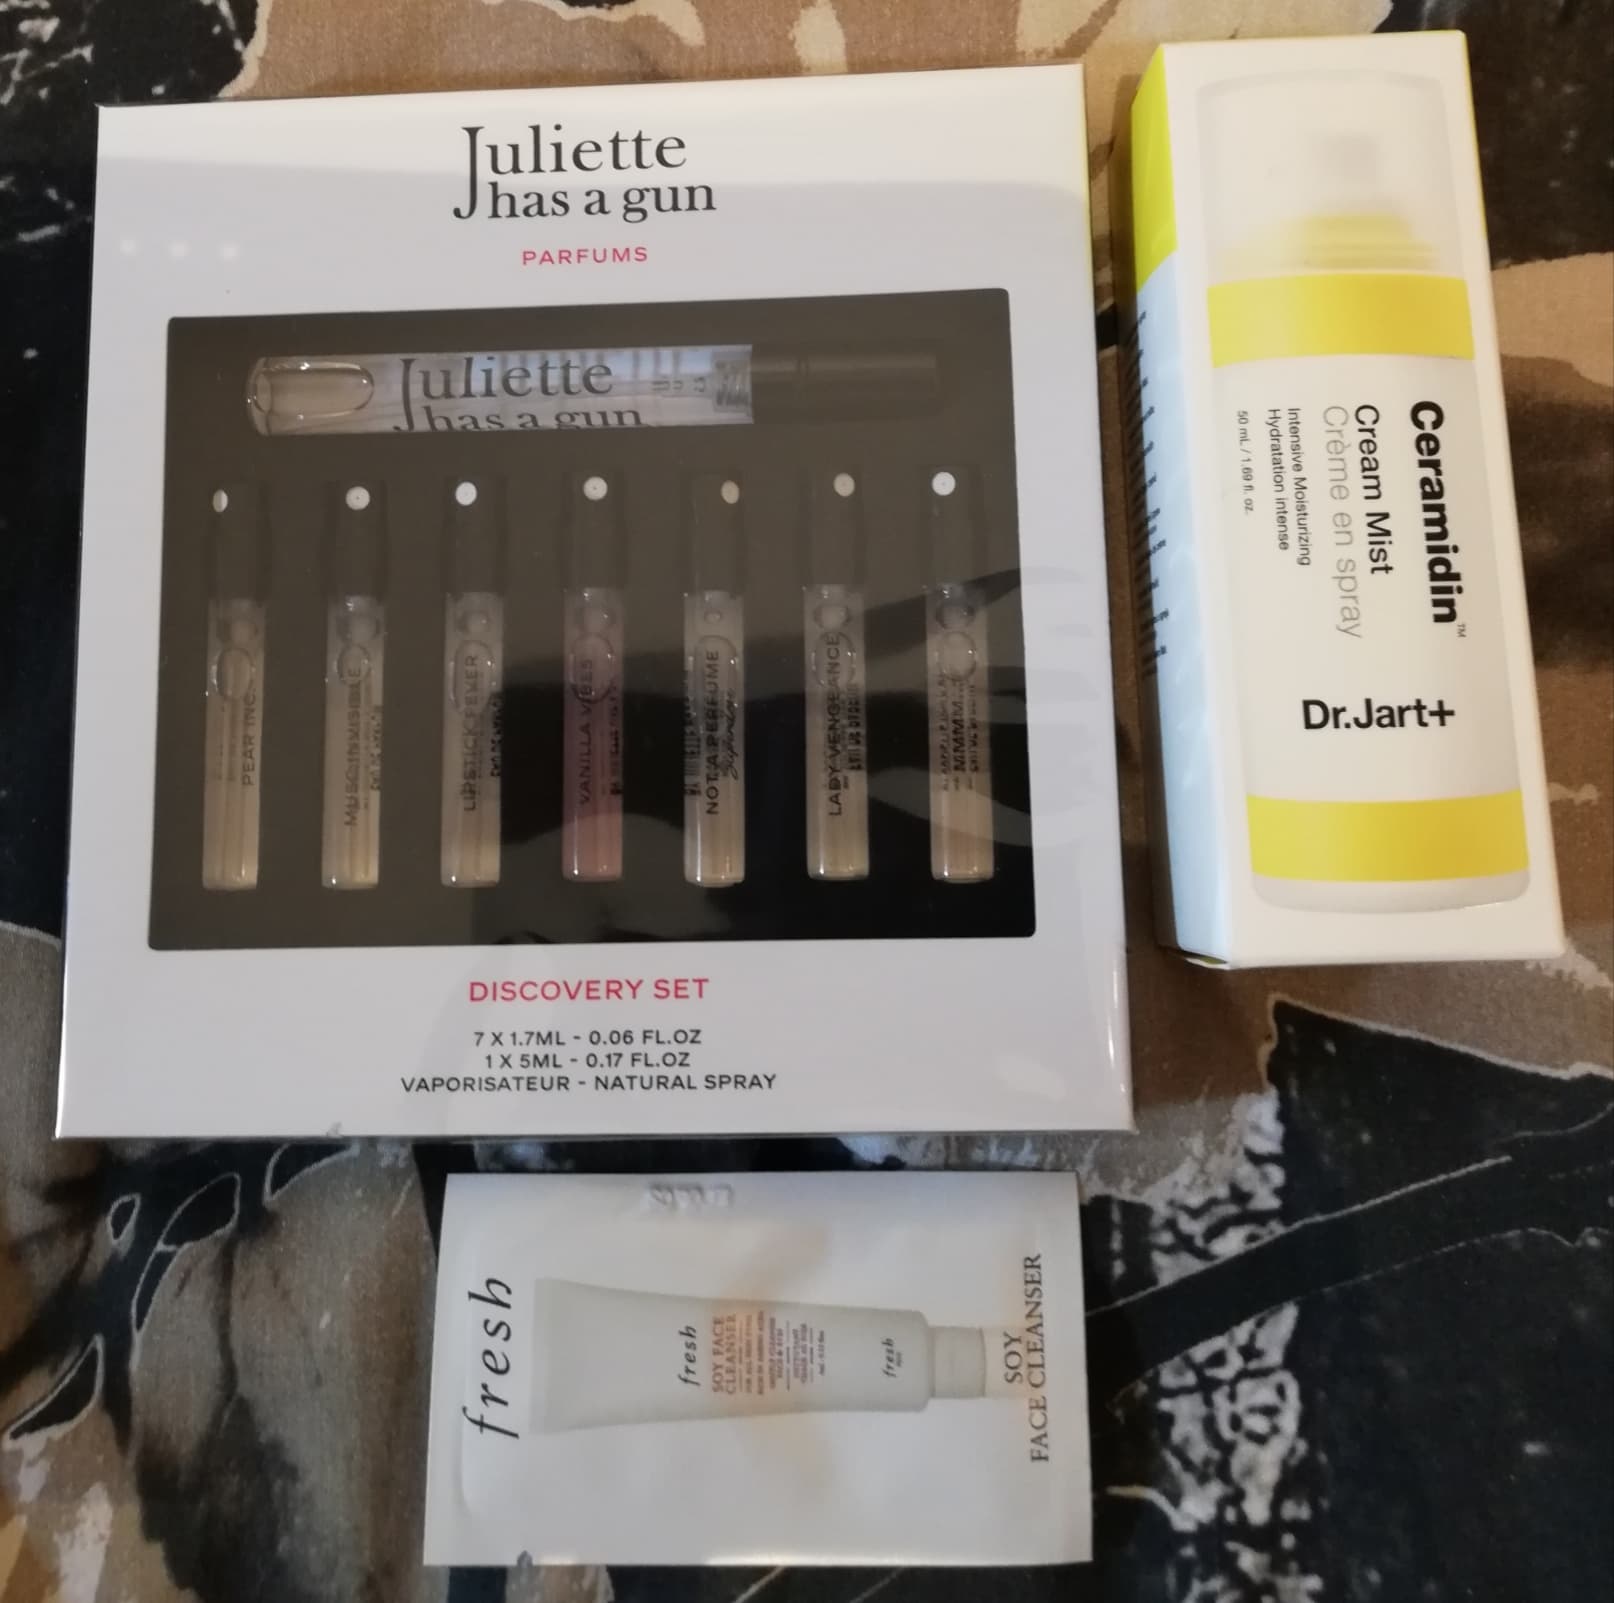 Juliette
has a gun
PARFUMS
Juliette
has a gun
PEAR INC.
MUSC INVISIBLE
LIPSTICK FEVER
VANILLA VIBES
NOT A PERFUME
Superdose
LADY VENGEANCE
MMMM...
DISCOVERY SET
7 X 1.7ML - 0.06 FL.OZ
1 X 5ML - 0.17 FL.OZ
VAPORISATEUR - NATURAL SPRAY
Ceramidin™
Cream Mist
Crème en spray
Intensive Moisturizing
Hydratation intense
50 mL / 1.69 fl. oz.
Dr.Jart+
fresh
fresh
SOY FACE
CLEANSER
fresh
SOY
FACE CLEANSER